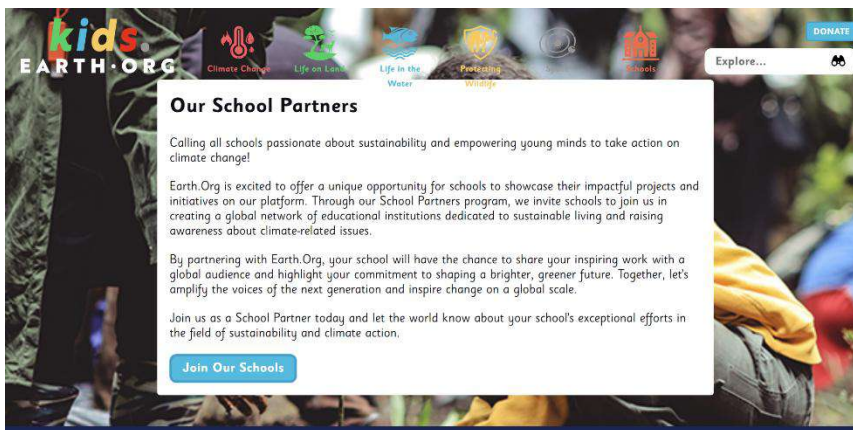 kids.
EARTH·ORG
Climate Change
Life on Land
Life in the
Water
Protecting
Wildlife
Schools
DONATE
Explore...
Our School Partners
Calling all schools passionate about sustainability and empowering young minds to take action on
climate change!
Earth.Org is excited to offer a unique opportunity for schools to showcase their impactful projects and
initiatives on our platform. Through our School Partners program, we invite schools to join us in
creating a global network of educational institutions dedicated to sustainable living and raising
awareness about climate-related issues.
By partnering with Earth.Org, your school will have the chance to share your inspiring work with a
global audience and highlight your commitment to shaping a brighter, greener future. Together, let's
amplify the voices of the next generation and inspire change on a global scale.
Join us as a School Partner today and let the world know about your school's exceptional efforts in
the field of sustainability and climate action.
Join Our Schools